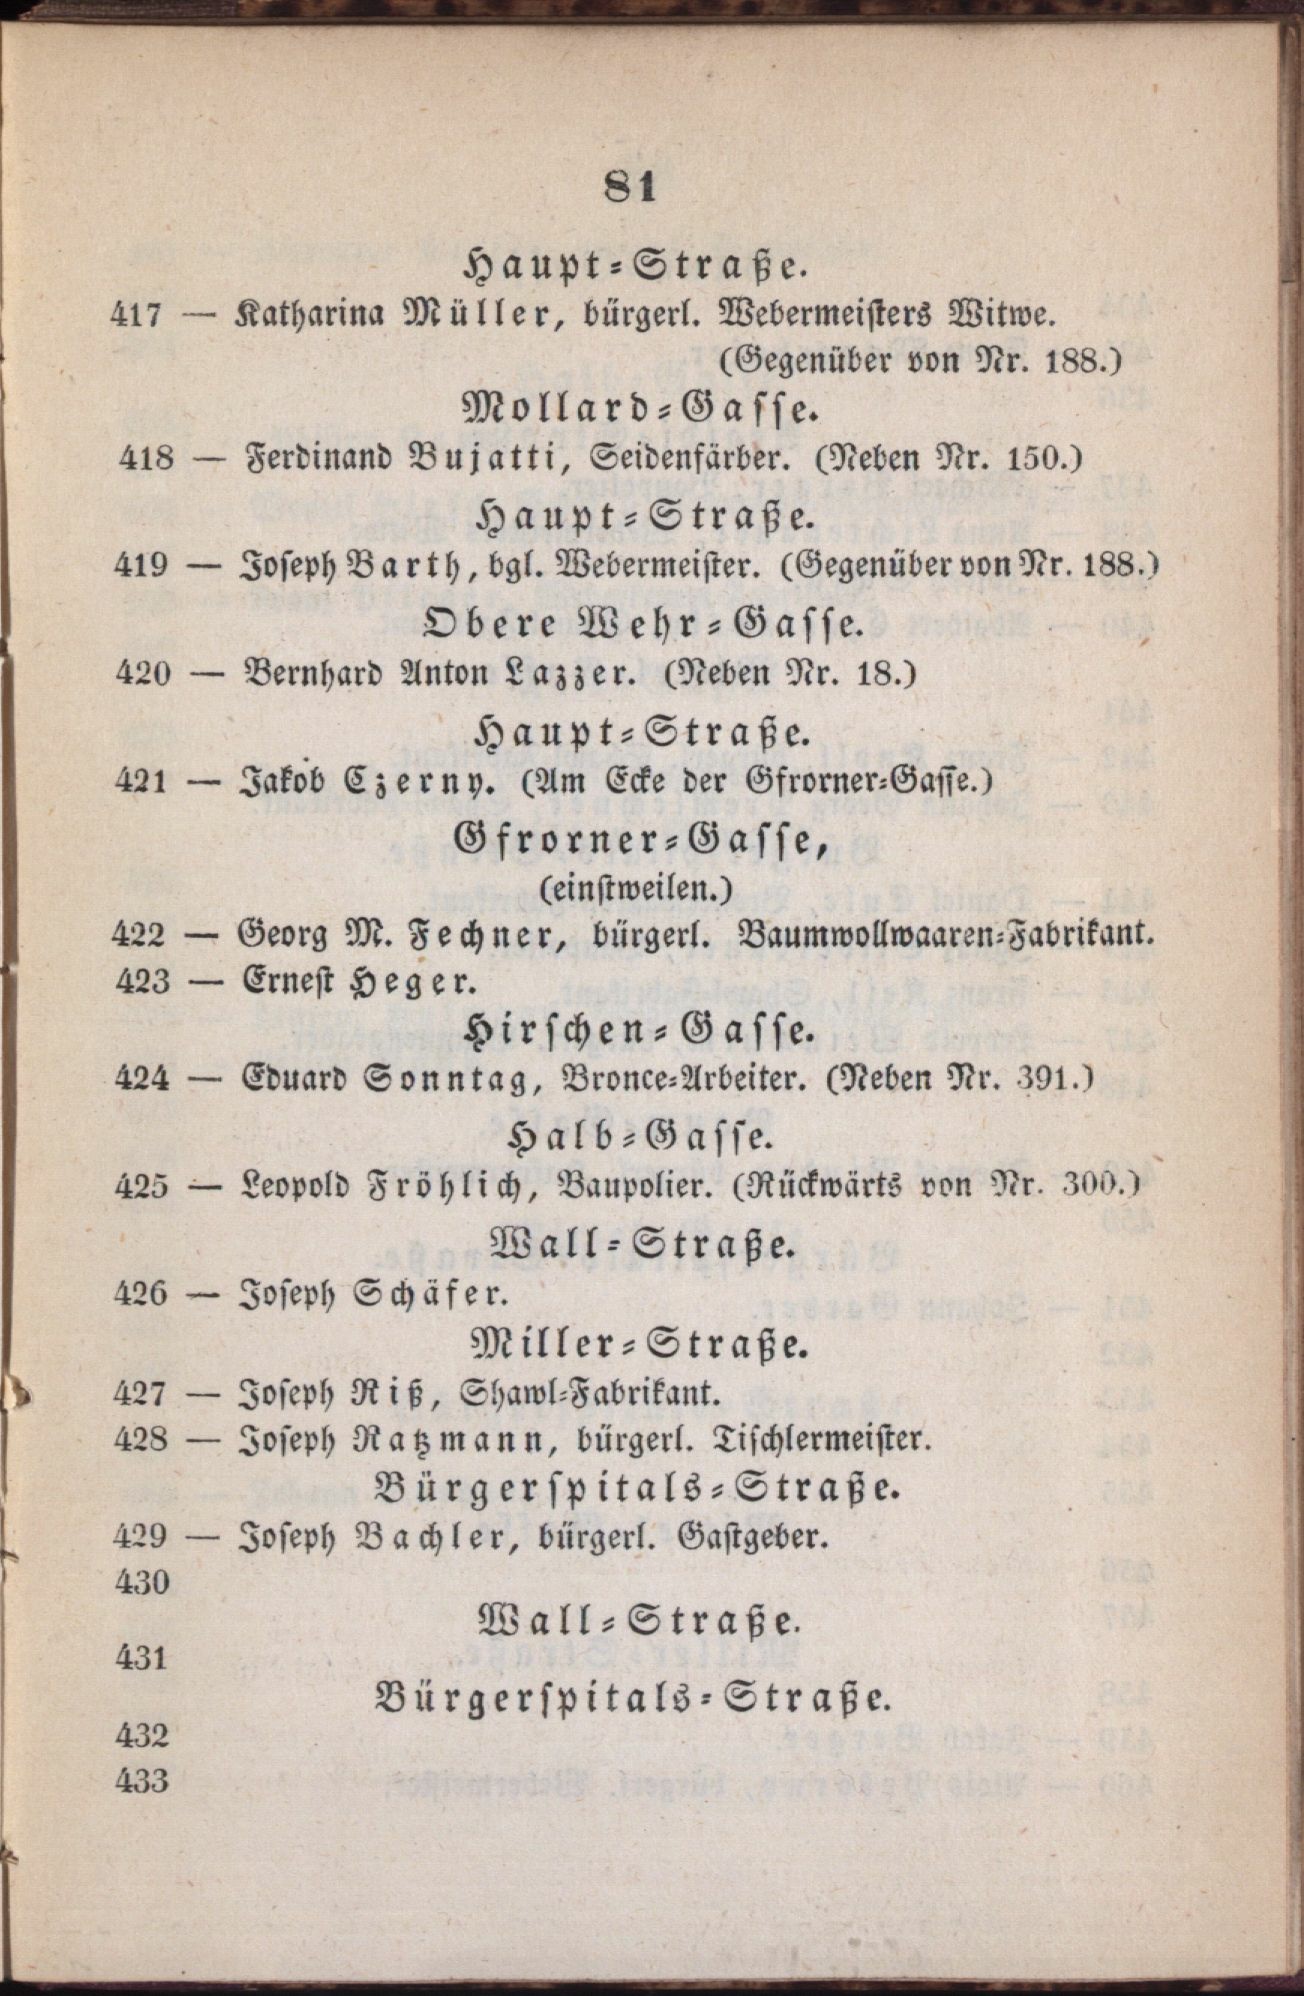 81
Haupt-Straße.
417 — Katharina Müller, bürgerl. Webermeisters Witwe.
(Gegenüber von Nr. 188.)
Mollard-Gasse.
418 — Ferdinand Bujatti, Seidenfärber. (Neben Nr. 150.)
Haupt-Straße.
419 — Joseph Barth, bgl. Webermeister. (Gegenüber von Nr. 188.)
Obere Wehr-Gasse.
420 — Bernhard Anton Lazzer. (Neben Nr. 18.)
Haupt-Straße.
421 — Jakob Czerny. (Am Ecke der Gfrorner-Gasse.)
Gfrorner-Gasse,
(einstweilen.)
422 — Georg M. Fechner, bürgerl. Baumwollwaaren-Fabrikant.
423 — Ernest Heger.
Hirschen-Gasse.
424 — Eduard Sonntag, Bronce-Arbeiter. (Neben Nr. 391.)
Halb-Gasse.
425 — Leopold Fröhlich, Baupolier. (Rückwärts von Nr. 300.)
Wall-Straße.
426 — Joseph Schäfer.
Miller-Straße.
427 — Joseph Riß, Shawl-Fabrikant.
428 — Joseph Ratzmann, bürgerl. Tischlermeister.
Bürgerspitals-Straße.
429 — Joseph Bachler, bürgerl. Gastgeber.
430
Wall-Straße.
431
Bürgerspitals-Straße.
432
433